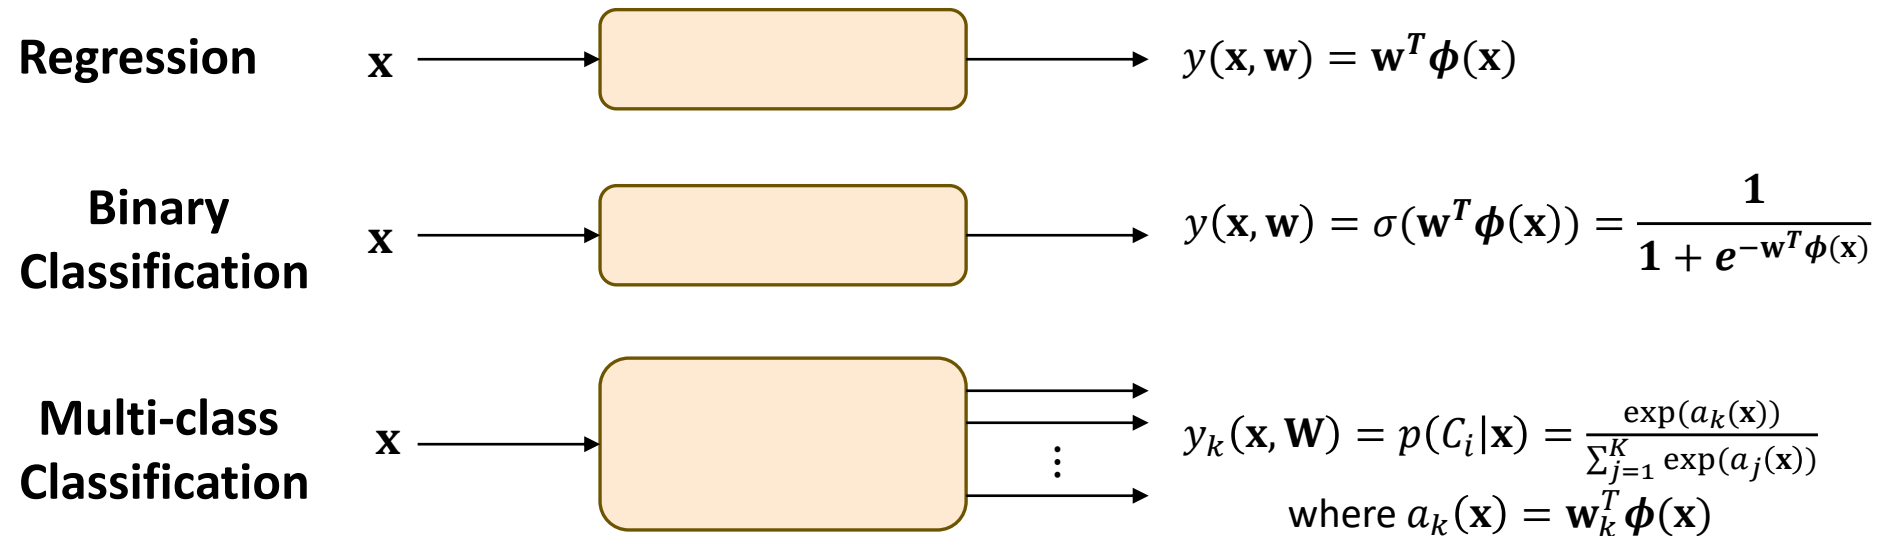 Regression x y(x, w) = w^T ϕ(x)
Binary Classification x y(x, w) = σ(w^T ϕ(x)) = 1 / (1 + e^{−w^T ϕ(x)})
Multi-class Classification x ⋮ y_k(x, W) = p(C_i|x) = exp(a_k(x)) / ∑_{j=1}^{K} exp(a_j(x))
where a_k(x) = w_k^T ϕ(x)